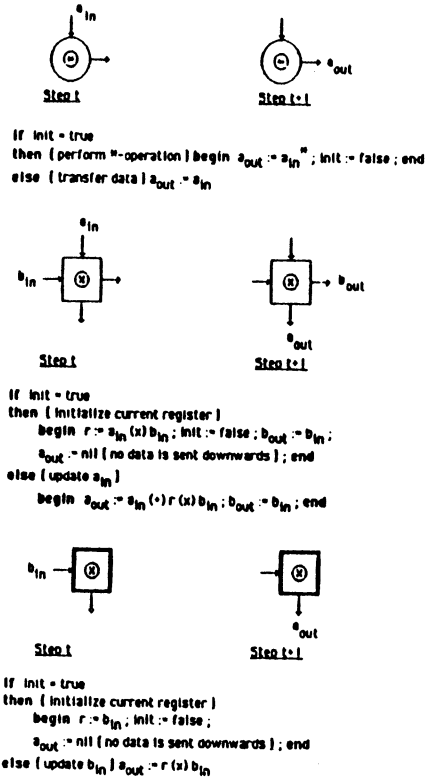 a_in
⊛ ⊛ a_out
Step t Step t+1
if init = true
then { perform *-operation } begin a_out := a_in* ; init := false ; end
else { transfer data } a_out := a_in
a_in
b_in ⊗ ⊗ b_out
a_out
Step t Step t+1
if init = true
then { initialize current register }
begin r := a_in (x) b_in ; init := false ; b_out := b_in ;
a_out := nil { no data is sent downwards } ; end
else { update a_in }
begin a_out := a_in (+) r (x) b_in ; b_out := b_in ; end
b_in ⊗ ⊗
a_out
Step t Step t+1
if init = true
then { initialize current register }
begin r := b_in ; init := false ;
a_out := nil { no data is sent downwards } ; end
else { update b_in } a_out := r (x) b_in